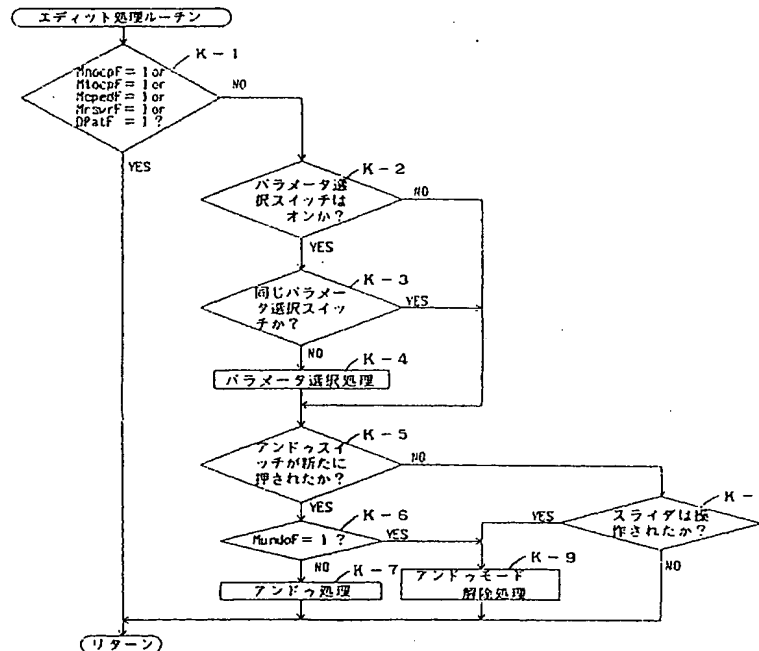 エディット処理ルーチン
K-1
MnocpF=1 or
MtocpF=1 or
McpedF=1 or
MrsvrF=1 or
DPatF =1?
NO
YES
K-2
パラメータ選
択スイッチは
オンか?
NO
YES
K-3
同じパラメー
タ選択スイッ
チか?
YES
NO
K-4
パラメータ選択処理
K-5
アンドゥスイ
ッチが新たに
押されたか?
NO
YES
K-6
MundoF=1?
YES
NO
K-7
アンドゥ処理
K-
スライダは操
作されたか?
YES
NO
K-9
アンドゥモード
解除処理
リターン